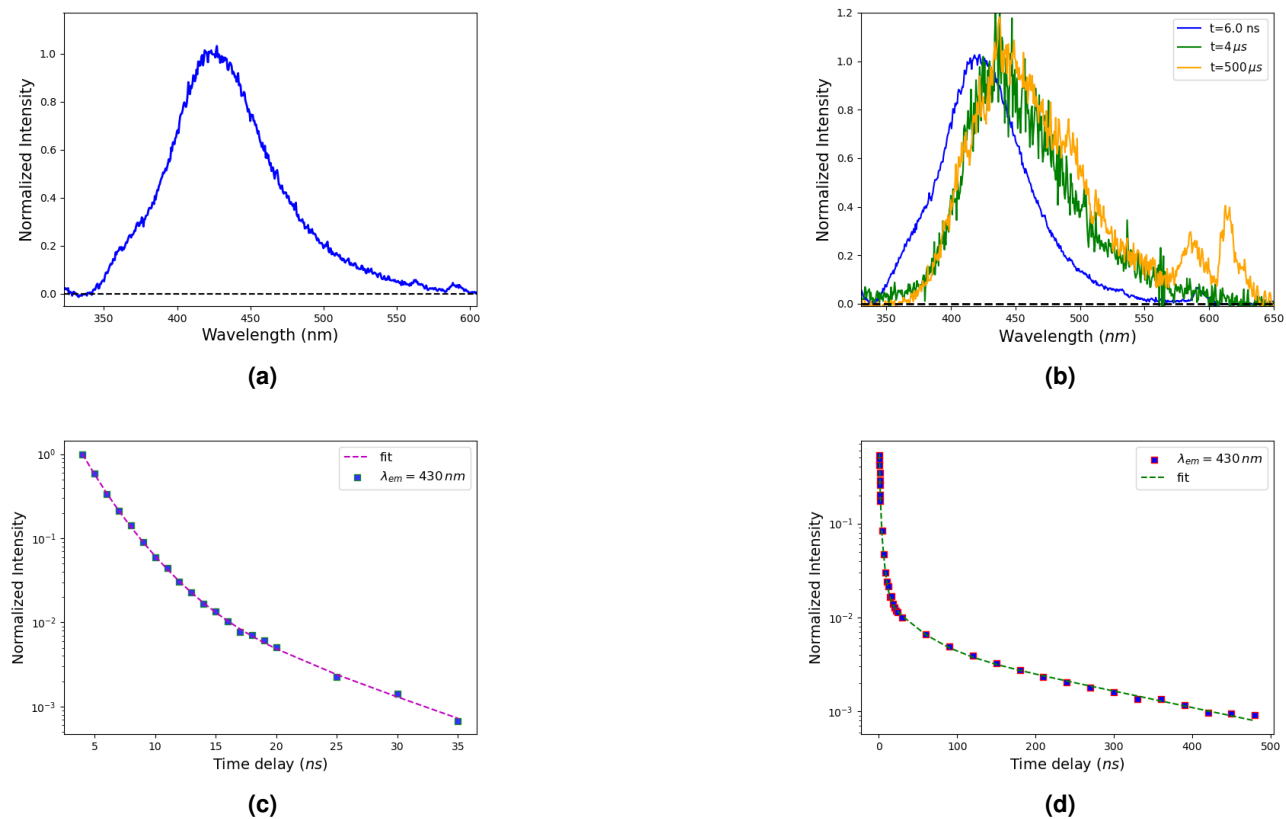 Normalized Intensity
1.0
0.8
0.6
0.4
0.2
0.0
350 400 450 500 550 600
Wavelength (nm)
(a)
Normalized Intensity
1.2
1.0
0.8
0.6
0.4
0.2
0.0
t=6.0 ns
t=4 μs
t=500 μs
350 400 450 500 550 600 650
Wavelength (nm)
(b)
Normalized Intensity
10⁰
10⁻¹
10⁻²
10⁻³
fit
λem = 430 nm
5 10 15 20 25 30 35
Time delay (ns)
(c)
Normalized Intensity
10⁻¹
10⁻²
10⁻³
λem = 430 nm
fit
0 100 200 300 400 500
Time delay (ns)
(d)